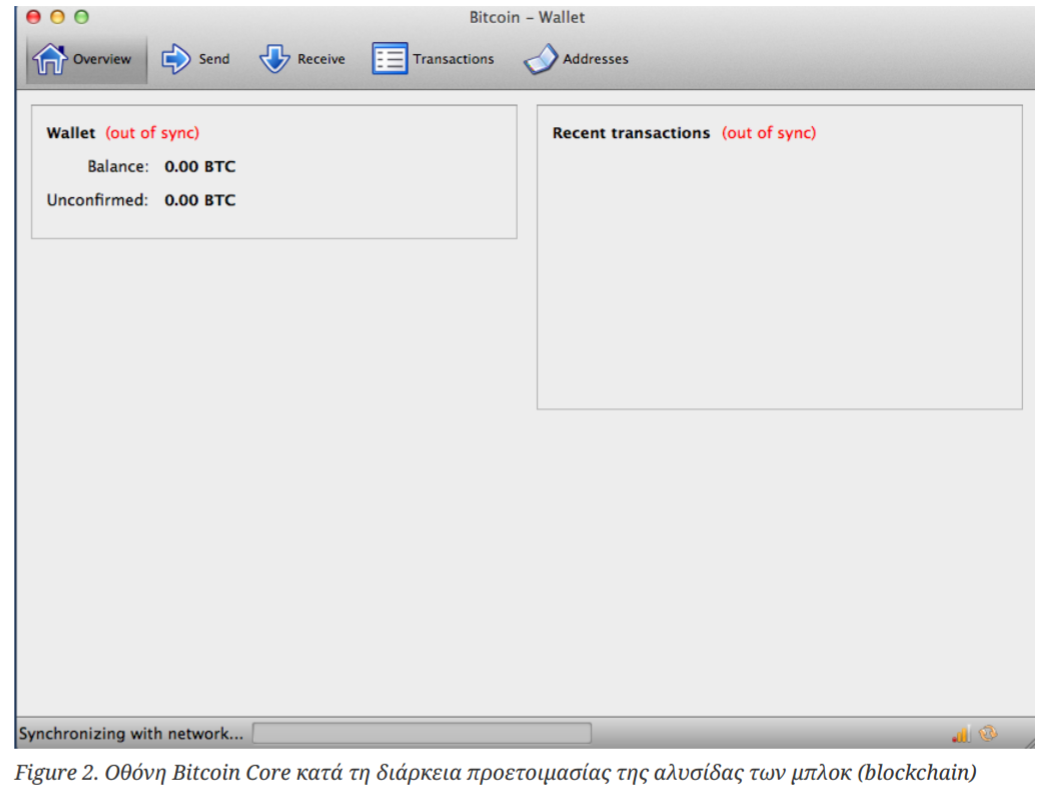 Bitcoin – Wallet
Overview Send Receive Transactions Addresses
Wallet (out of sync)
Balance: 0.00 BTC
Unconfirmed: 0.00 BTC
Recent transactions (out of sync)
Synchronizing with network...
Figure 2. Οθόνη Bitcoin Core κατά τη διάρκεια προετοιμασίας της αλυσίδας των μπλοκ (blockchain)